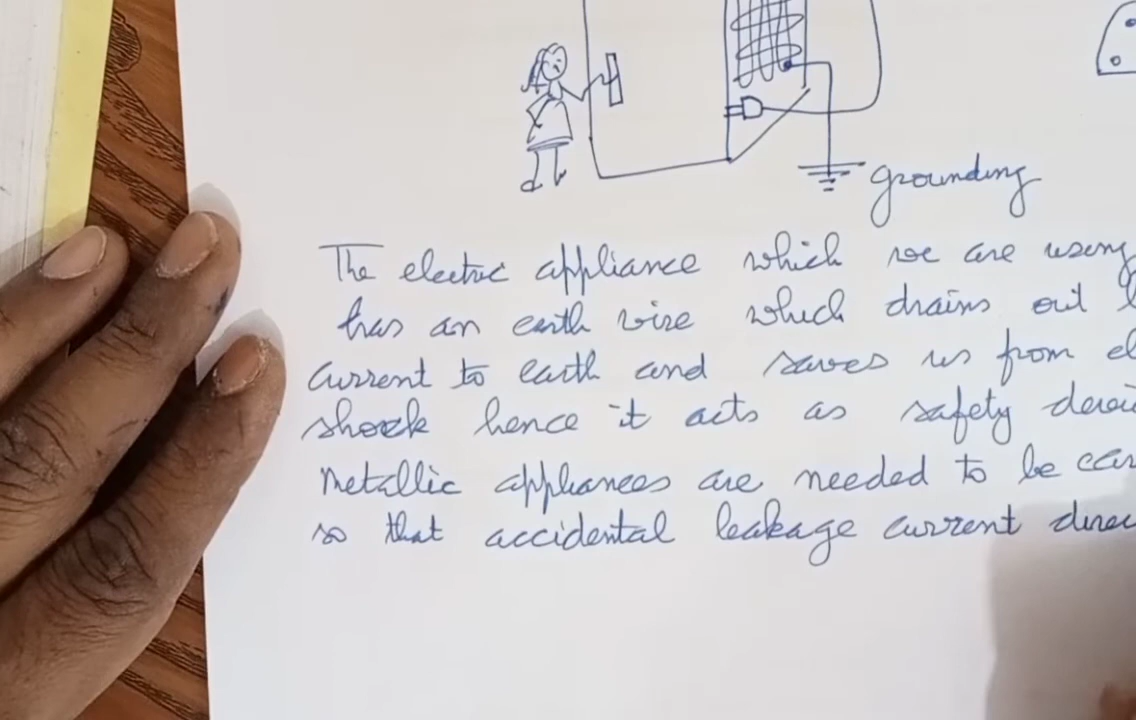 grounding
The electric appliance which we are using
has an earth wire which drains out
current to earth and saves us from
shock hence it acts as safety
Metallic appliances are needed to be
so that accidental leakage current